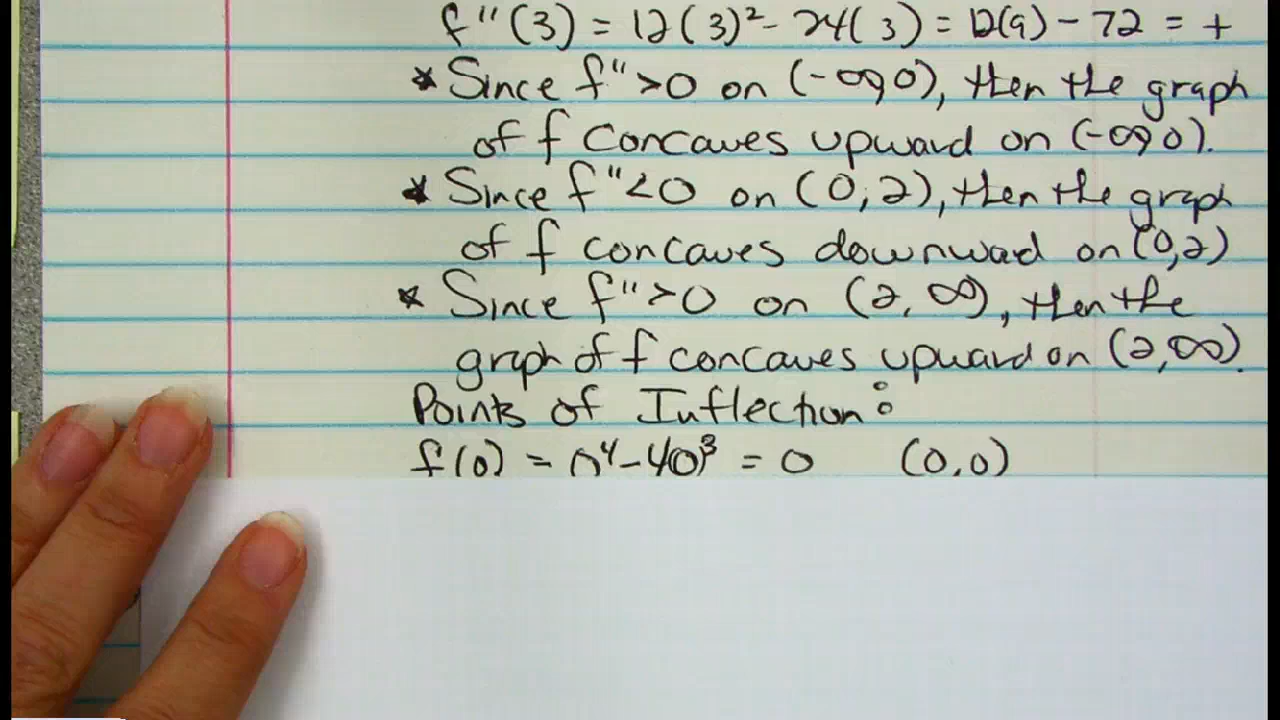 f''(3) = 12(3)² - 24(3) = 12(9) - 72 = +
* Since f'' > 0 on (-∞, 0), then the graph
of f concaves upward on (-∞, 0).
* Since f'' < 0 on (0, 2), then the graph
of f concaves downward on (0, 2)
* Since f'' > 0 on (2, ∞), then the
graph of f concaves upward on (2, ∞).
Points of Inflection:
f(0) = 0⁴ - 4(0)³ = 0 (0, 0)